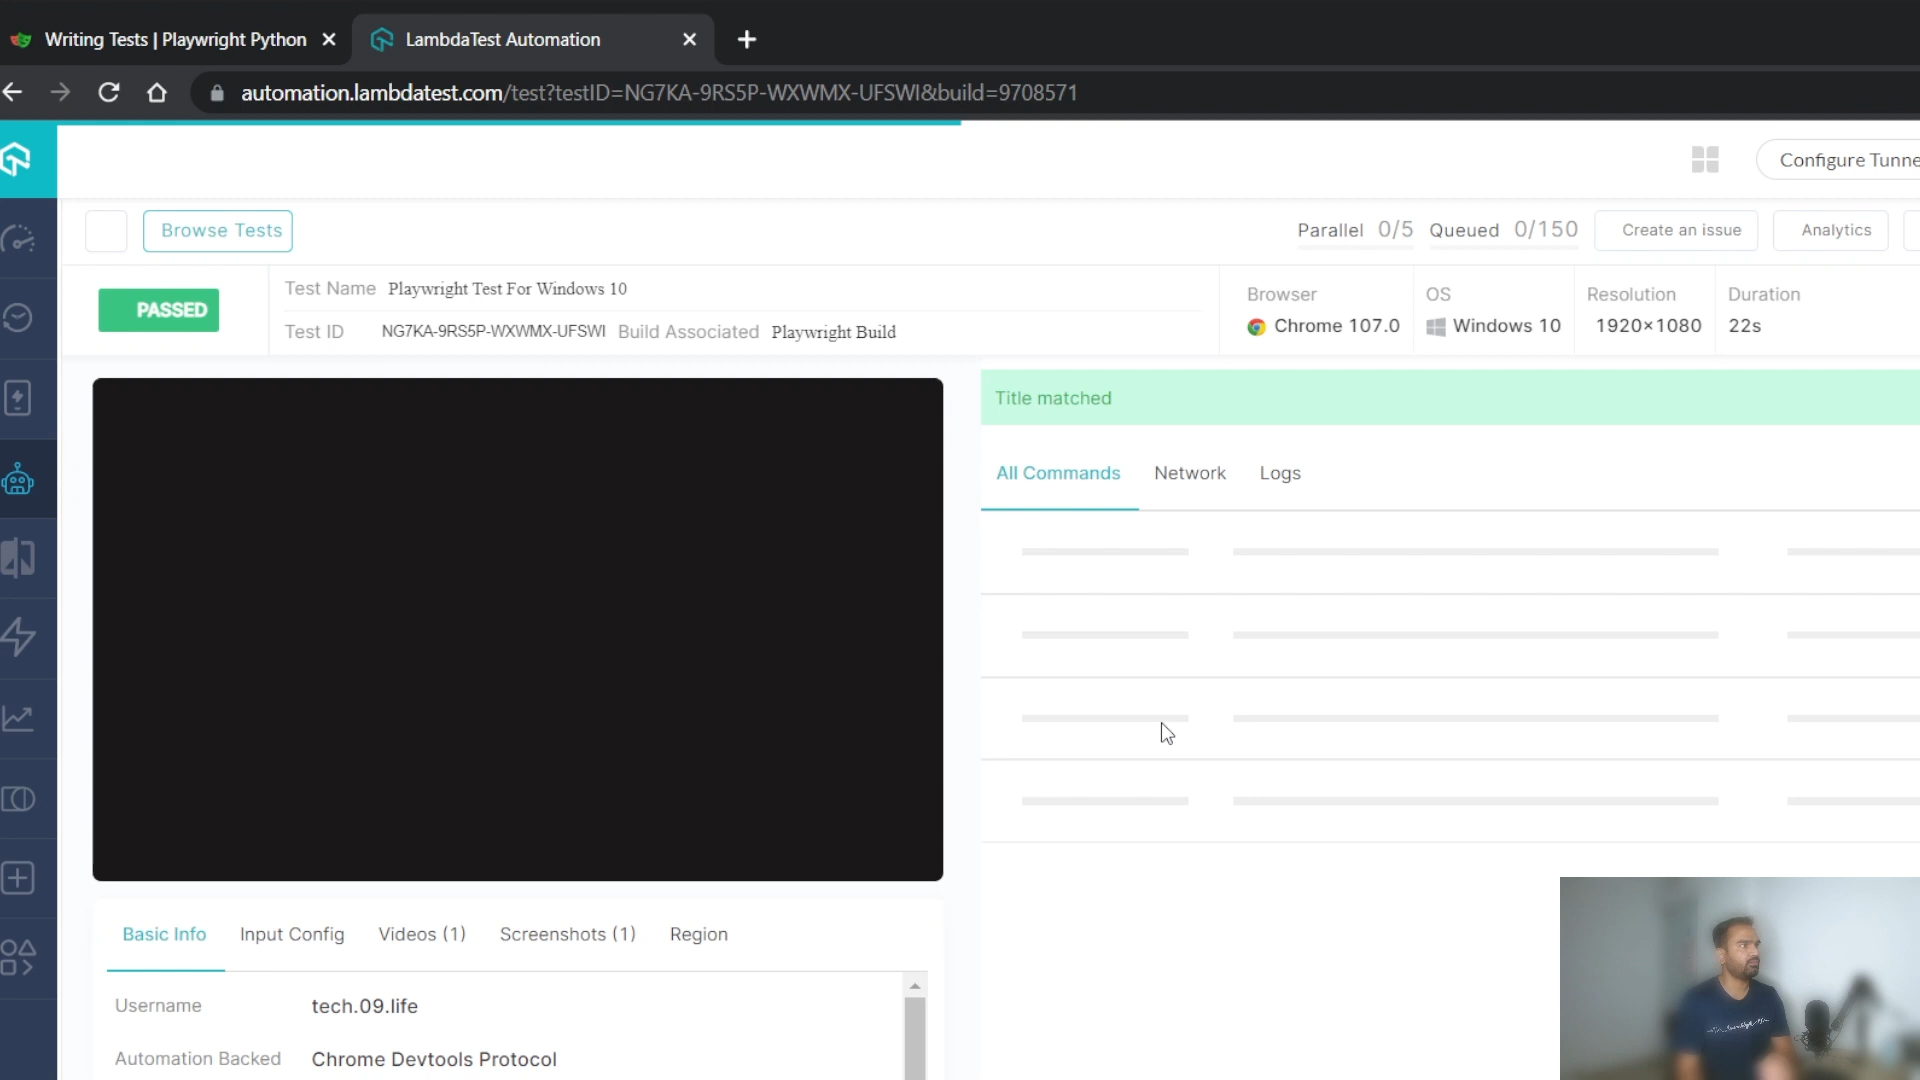 Writing Tests | Playwright Python
LambdaTest Automation
automation.lambdatest.com/test?testID=NG7KA-9RS5P-WXWMX-UFSWI&build=9708571
Configure Tunne
Browse Tests
Parallel 0/5 Queued 0/150 Create an issue Analytics
PASSED
Test Name Playwright Test For Windows 10
Test ID NG7KA-9RS5P-WXWMX-UFSWI Build Associated Playwright Build
Browser OS Resolution Duration
Chrome 107.0 Windows 10 1920×1080 22s
Title matched
All Commands Network Logs
Basic Info Input Config Videos (1) Screenshots (1) Region
Username tech.09.life
Automation Backed Chrome Devtools Protocol